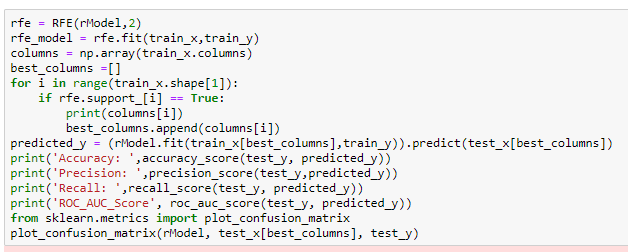 rfe = RFE(rModel,2)
rfe_model = rfe.fit(train_x,train_y)
columns = np.array(train_x.columns)
best_columns =[]
for i in range(train_x.shape[1]):
    if rfe.support_[i] == True:
        print(columns[i])
        best_columns.append(columns[i])
predicted_y = (rModel.fit(train_x[best_columns],train_y)).predict(test_x[best_columns])
print('Accuracy: ',accuracy_score(test_y, predicted_y))
print('Precision: ',precision_score(test_y,predicted_y))
print('Recall: ',recall_score(test_y, predicted_y))
print('ROC_AUC_Score', roc_auc_score(test_y, predicted_y))
from sklearn.metrics import plot_confusion_matrix
plot_confusion_matrix(rModel, test_x[best_columns], test_y)